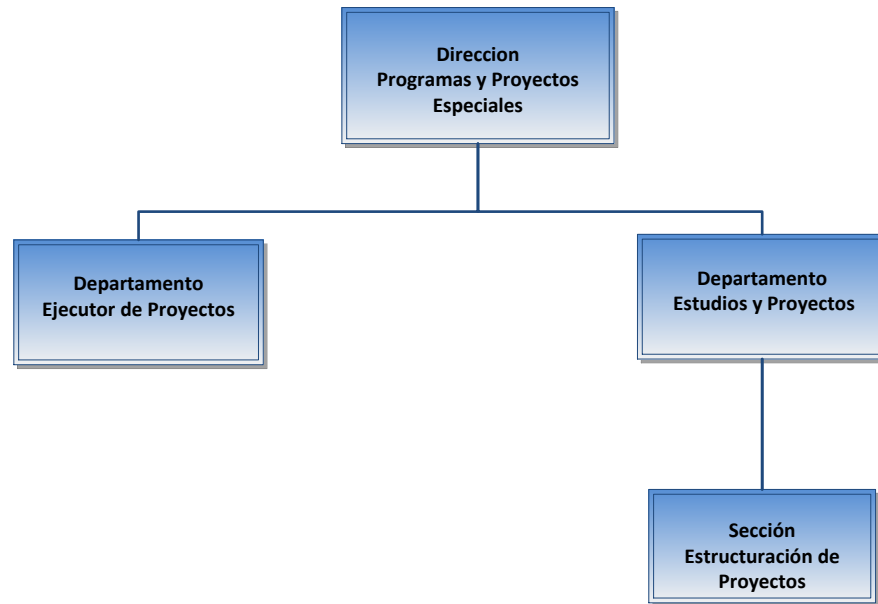 Direccion
Programas y Proyectos
Especiales
Departamento
Ejecutor de Proyectos
Departamento
Estudios y Proyectos
Sección
Estructuración de
Proyectos